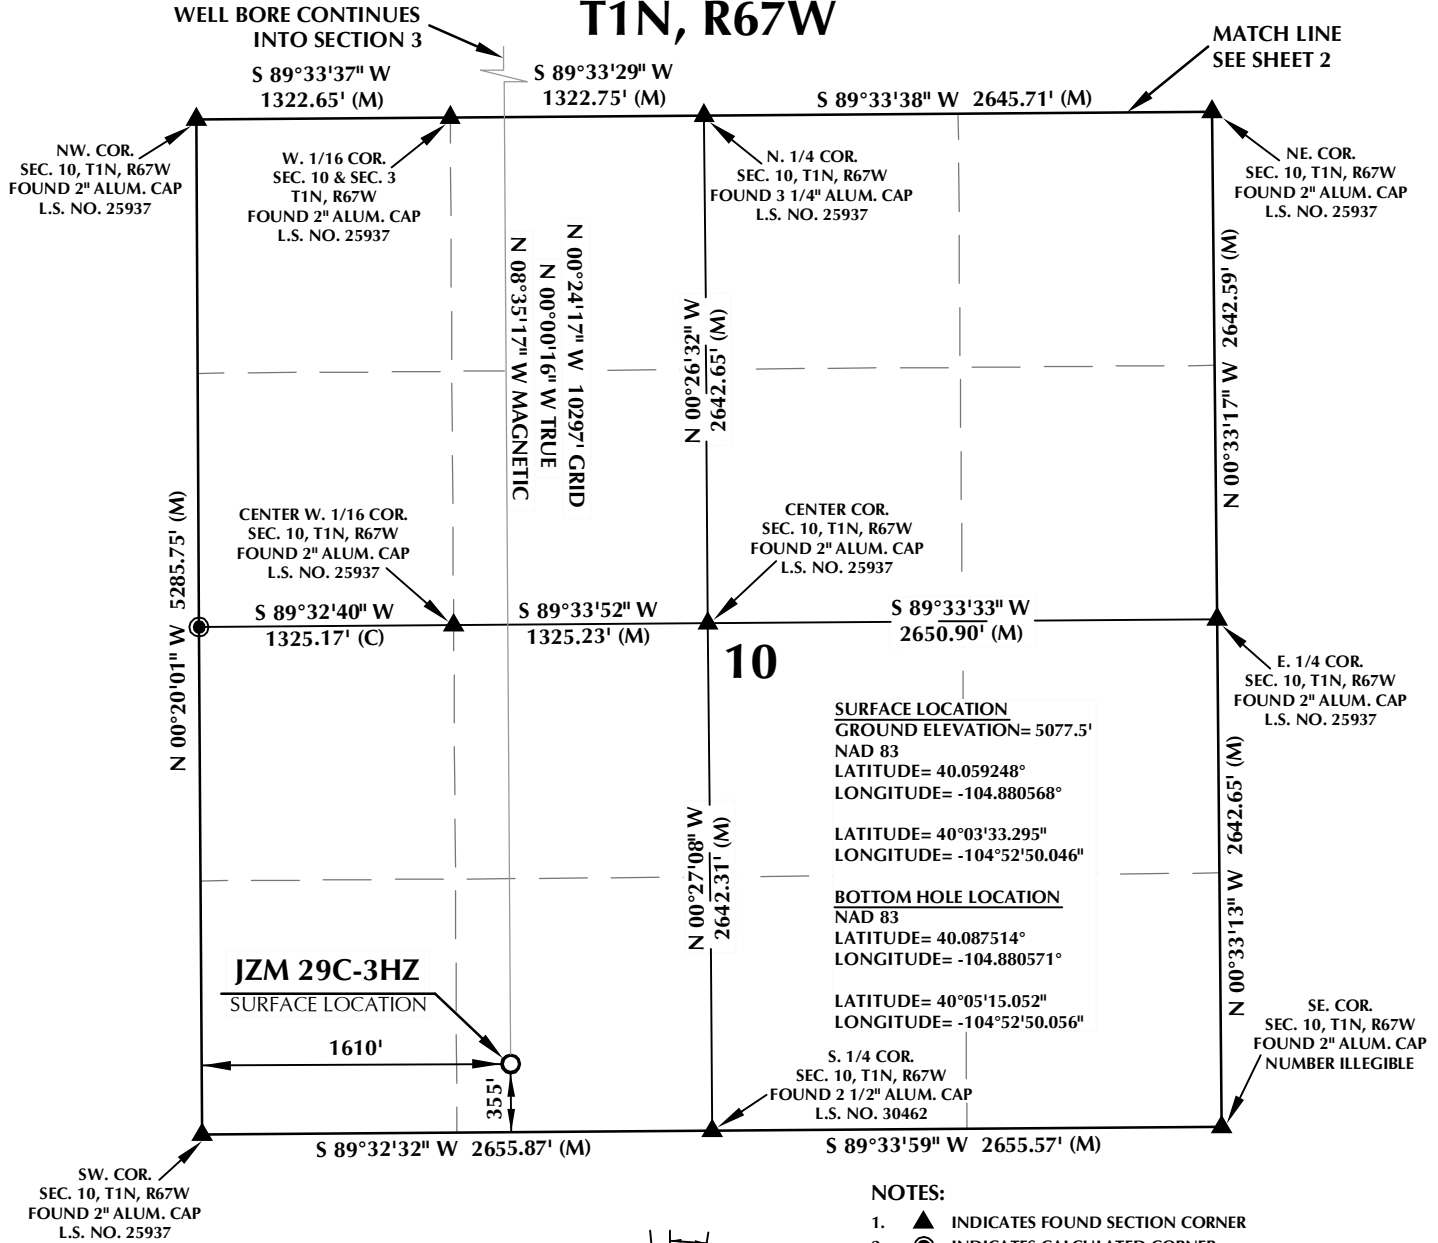 WELL BORE CONTINUES
INTO SECTION 3
T1N, R67W
MATCH LINE
SEE SHEET 2
S 89°33'37" W
1322.65' (M)
S 89°33'29" W
1322.75' (M)
S 89°33'38" W 2645.71' (M)
NW. COR.
SEC. 10, T1N, R67W
FOUND 2" ALUM. CAP
L.S. NO. 25937
W. 1/16 COR.
SEC. 10 & SEC. 3
T1N, R67W
FOUND 2" ALUM. CAP
L.S. NO. 25937
N. 1/4 COR.
SEC. 10, T1N, R67W
FOUND 3 1/4" ALUM. CAP
L.S. NO. 25937
NE. COR.
SEC. 10, T1N, R67W
FOUND 2" ALUM. CAP
L.S. NO. 25937
N 00°24'17" W 10297' GRID
N 00°00'16" W TRUE
N 08°35'17" W MAGNETIC
N 00°26'32" W
2642.65' (M)
N 00°33'17" W 2642.59' (M)
N 00°20'01" W 5285.75' (M)
CENTER W. 1/16 COR.
SEC. 10, T1N, R67W
FOUND 2" ALUM. CAP
L.S. NO. 25937
CENTER COR.
SEC. 10, T1N, R67W
FOUND 2" ALUM. CAP
L.S. NO. 25937
S 89°32'40" W
1325.17' (C)
S 89°33'52" W
1325.23' (M)
S 89°33'33" W
2650.90' (M)
10
E. 1/4 COR.
SEC. 10, T1N, R67W
FOUND 2" ALUM. CAP
L.S. NO. 25937
SURFACE LOCATION
GROUND ELEVATION= 5077.5'
NAD 83
LATITUDE= 40.059248°
LONGITUDE= -104.880568°
LATITUDE= 40°03'33.295"
LONGITUDE= -104°52'50.046"
BOTTOM HOLE LOCATION
NAD 83
LATITUDE= 40.087514°
LONGITUDE= -104.880571°
LATITUDE= 40°05'15.052"
LONGITUDE= -104°52'50.056"
N 00°27'08" W
2642.31' (M)
N 00°33'13" W 2642.65' (M)
JZM 29C-3HZ
SURFACE LOCATION
1610'
355'
SE. COR.
SEC. 10, T1N, R67W
FOUND 2" ALUM. CAP
NUMBER ILLEGIBLE
S. 1/4 COR.
SEC. 10, T1N, R67W
FOUND 2 1/2" ALUM. CAP
L.S. NO. 30462
S 89°32'32" W 2655.87' (M)
S 89°33'59" W 2655.57' (M)
SW. COR.
SEC. 10, T1N, R67W
FOUND 2" ALUM. CAP
L.S. NO. 25937
NOTES:
1. INDICATES FOUND SECTION CORNER
2. INDICATES CALCULATED CORNER